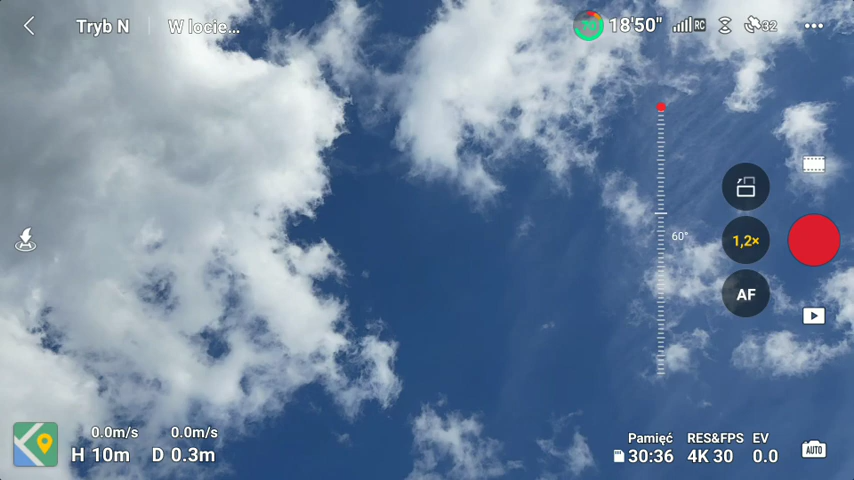 Tryb N
W locie...
18'50"
RC
32
60°
1,2×
AF
0.0m/s 0.0m/s
H 10m D 0.3m
Pamięć RES&FPS EV
30:36 4K 30 0.0
AUTO